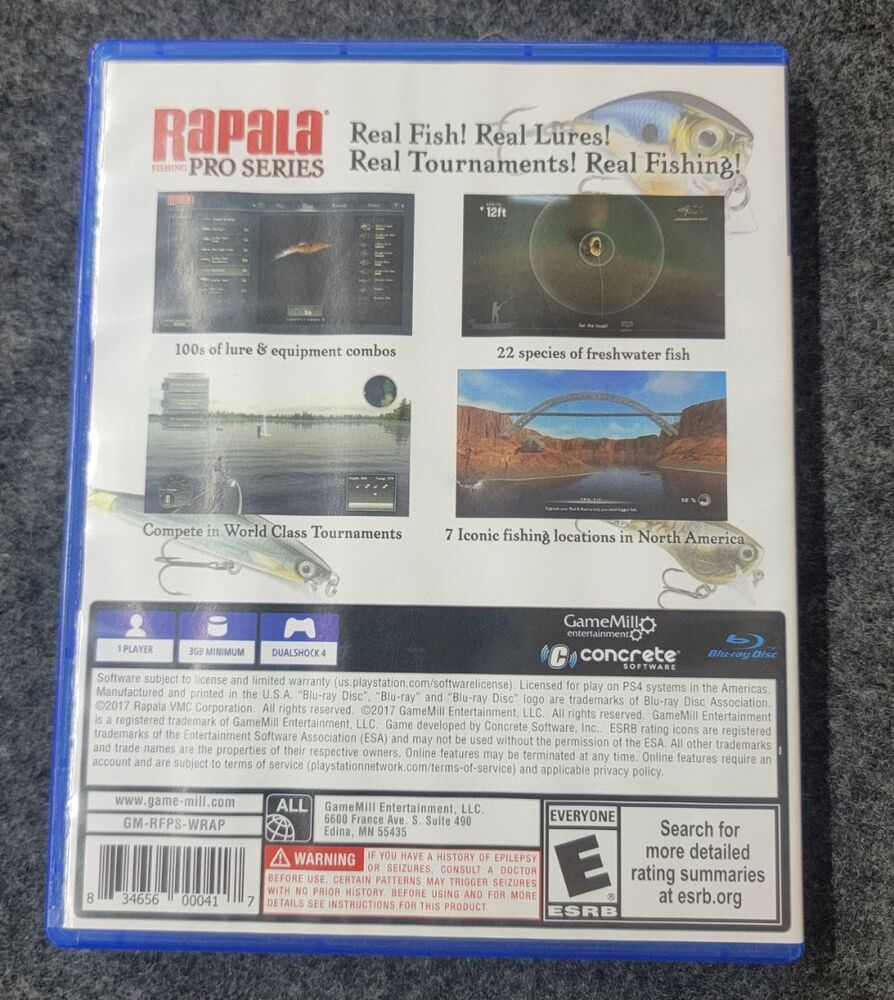 Rapala
FISHING PRO SERIES
Real Fish! Real Lures!
Real Tournaments! Real Fishing!
12ft
Set the hook!
100s of lure & equipment combos
22 species of freshwater fish
50 %
Compete in World Class Tournaments
7 Iconic fishing locations in North America
1 PLAYER
3GB MINIMUM
DUALSHOCK 4
GameMill
entertainment
concrete
SOFTWARE
Blu-ray Disc
Software subject to license and limited warranty (us.playstation.com/softwarelicense). Licensed for play on PS4 systems in the Americas.
Manufactured and printed in the U.S.A. "Blu-ray Disc", "Blu-ray" and "Blu-ray Disc" logo are trademarks of Blu-ray Disc Association.
©2017 Rapala VMC Corporation. All rights reserved. ©2017 GameMill Entertainment, LLC. All rights reserved. GameMill Entertainment
is a registered trademark of GameMill Entertainment, LLC. Game developed by Concrete Software, Inc.. ESRB rating icons are registered
trademarks of the Entertainment Software Association (ESA) and may not be used without the permission of the ESA. All other trademarks
and trade names are the properties of their respective owners. Online features may be terminated at any time. Online features require an
account and are subject to terms of service (playstationnetwork.com/terms-of-service) and applicable privacy policy.
www.game-mill.com
GM-RFPS-WRAP
8 34656 00041 7
ALL
GameMill Entertainment, LLC.
6600 France Ave. S. Suite 490
Edina, MN 55435
WARNING IF YOU HAVE A HISTORY OF EPILEPSY
OR SEIZURES, CONSULT A DOCTOR
BEFORE USE. CERTAIN PATTERNS MAY TRIGGER SEIZURES
WITH NO PRIOR HISTORY. BEFORE USING AND FOR MORE
DETAILS SEE INSTRUCTIONS FOR THIS PRODUCT.
EVERYONE
E
ESRB
Search for
more detailed
rating summaries
at esrb.org